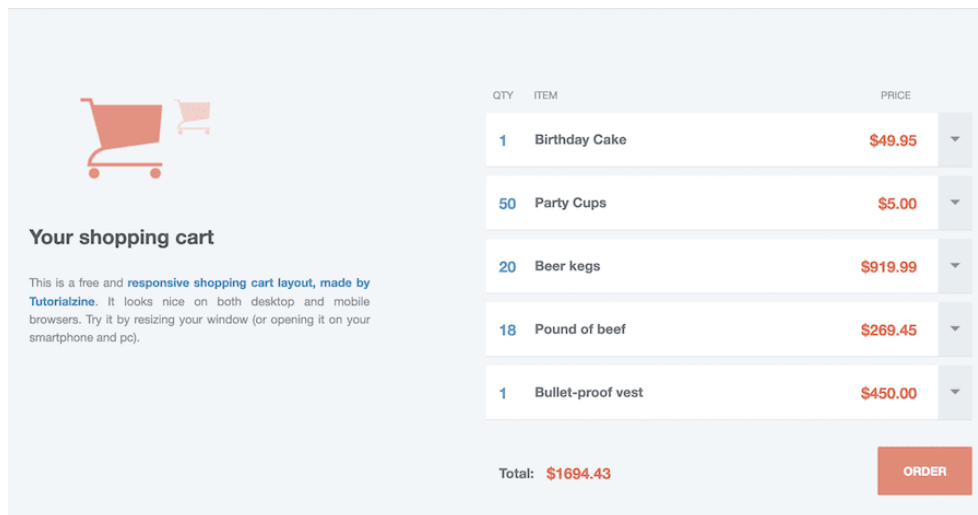 QTY ITEM PRICE
1 Birthday Cake $49.95
50 Party Cups $5.00
20 Beer kegs $919.99
18 Pound of beef $269.45
1 Bullet-proof vest $450.00
Total: $1694.43 ORDER
Your shopping cart
This is a free and responsive shopping cart layout, made by
Tutorialzine. It looks nice on both desktop and mobile
browsers. Try it by resizing your window (or opening it on your
smartphone and pc).